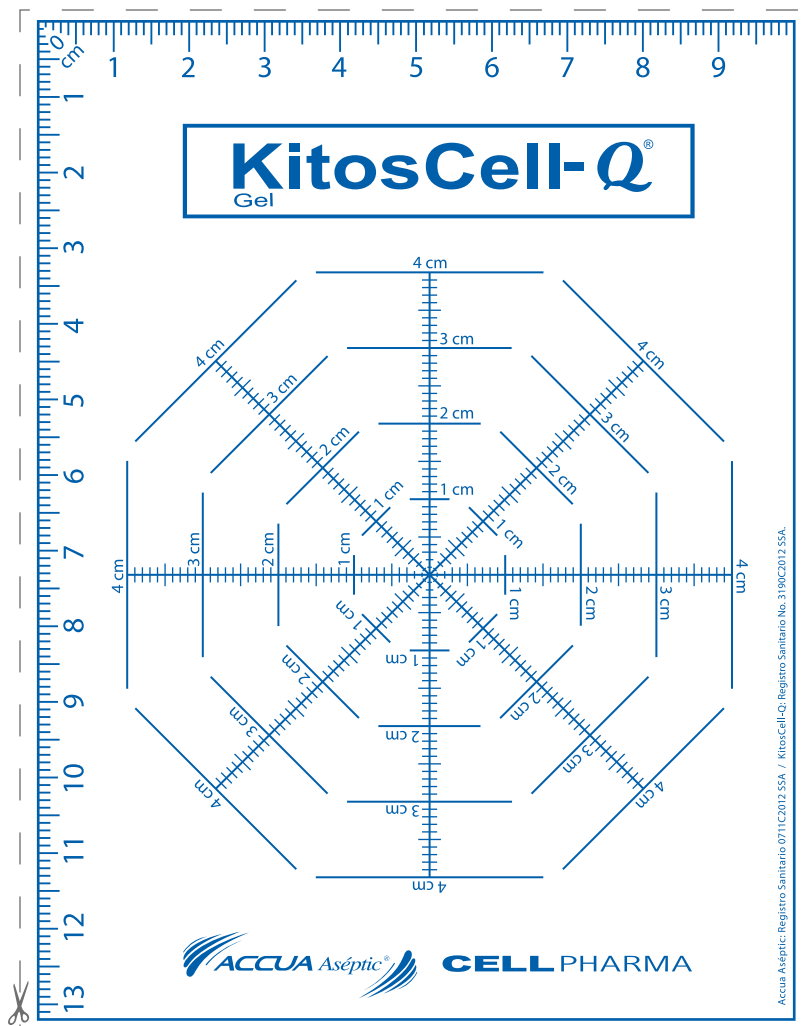 0
cm
1 2 3 4 5 6 7 8 9
1
2
3
4
5
6
7
8
9
10
11
12
13
KitosCell-Q®
Gel
4 cm
3 cm
2 cm
1 cm
4 cm
3 cm
2 cm
1 cm
4 cm
3 cm
2 cm
1 cm
4 cm
3 cm
2 cm
1 cm
4 cm
3 cm
2 cm
1 cm
1 cm
2 cm
3 cm
4 cm
1 cm
2 cm
3 cm
4 cm
1 cm
2 cm
3 cm
4 cm
ACCUA Aséptic®
CELL PHARMA
Accua Aséptic: Registro Sanitario 0711C2012 SSA / KitosCell-Q: Registro Sanitario No. 3190C2012 SSA.